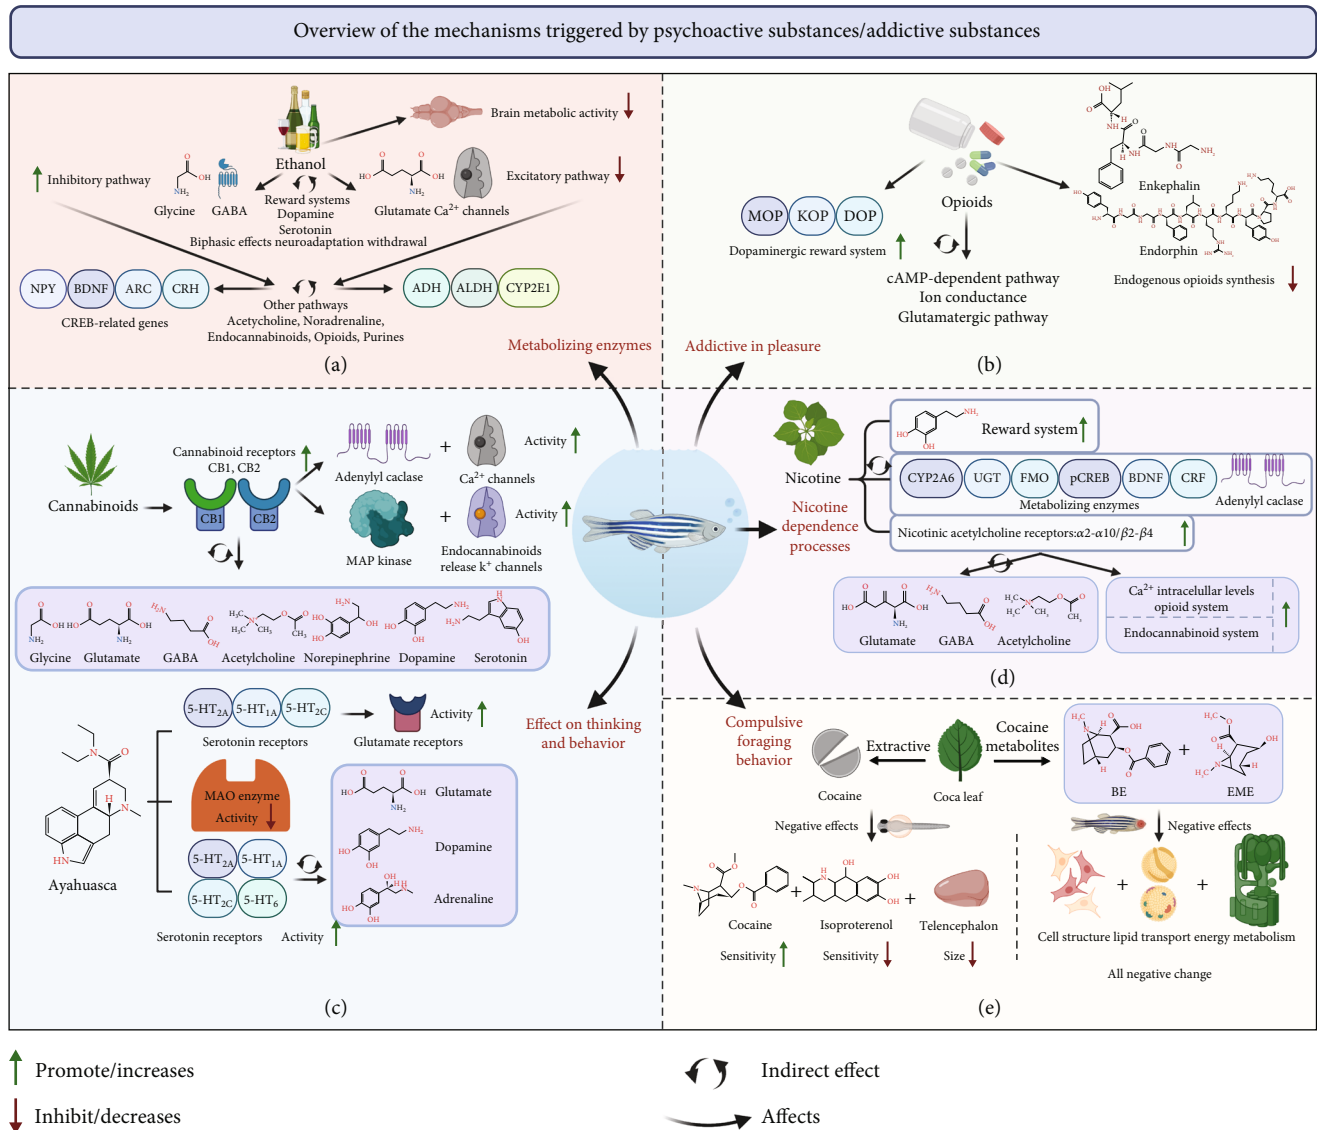 Overview of the mechanisms triggered by psychoactive substances/addictive substances
Brain metabolic activity
Ethanol
Inhibitory pathway
Excitatory pathway
Glycine
GABA
Reward systems
Dopamine
Serotonin
Glutamate Ca2+ channels
Biphasic effects neuroadaptation withdrawal
NPY
BDNF
ARC
CRH
CREB-related genes
Other pathways
Acetycholine, Noradrenaline,
Endocannabinoids, Opioids, Purines
ADH
ALDH
CYP2E1
Metabolizing enzymes
(a)
Opioids
MOP
KOP
DOP
Dopaminergic reward system
cAMP-dependent pathway
Ion conductance
Glutamatergic pathway
Enkephalin
Endorphin
Endogenous opioids synthesis
Addictive in pleasure
(b)
Cannabinoids
Cannabinoid receptors
CB1, CB2
CB1
CB2
Adenylyl caclase
+
Ca2+ channels
Activity
MAP kinase
+
Endocannabinoids
release k+ channels
Activity
Glycine
Glutamate
GABA
Acetylcholine
Norepinephrine
Dopamine
Serotonin
Effect on thinking
and behavior
Ayahuasca
5-HT2A
5-HT1A
5-HT2C
Serotonin receptors
Glutamate receptors
Activity
MAO enzyme
Activity
5-HT2A
5-HT1A
5-HT2C
5-HT6
Serotonin receptors
Activity
Glutamate
Dopamine
Adrenaline
(c)
Nicotine
Nicotine
dependence
processes
Reward system
CYP2A6
UGT
FMO
pCREB
BDNF
CRF
Metabolizing enzymes
Adenylyl caclase
Nicotinic acetylcholine receptors:α2-α10/β2-β4
Glutamate
GABA
Acetylcholine
Ca2+ intracelullar levels
opioid system
Endocannabinoid system
(d)
Compulsive
foraging
behavior
Cocaine
Extractive
Coca leaf
Cocaine
metabolites
BE
+
EME
Negative effects
Negative effects
Cocaine
+
Isoproterenol
+
Telencephalon
Sensitivity
Sensitivity
Size
+
+
Cell structure lipid transport energy metabolism
All negative change
(e)
Promote/increases
Inhibit/decreases
Indirect effect
Affects